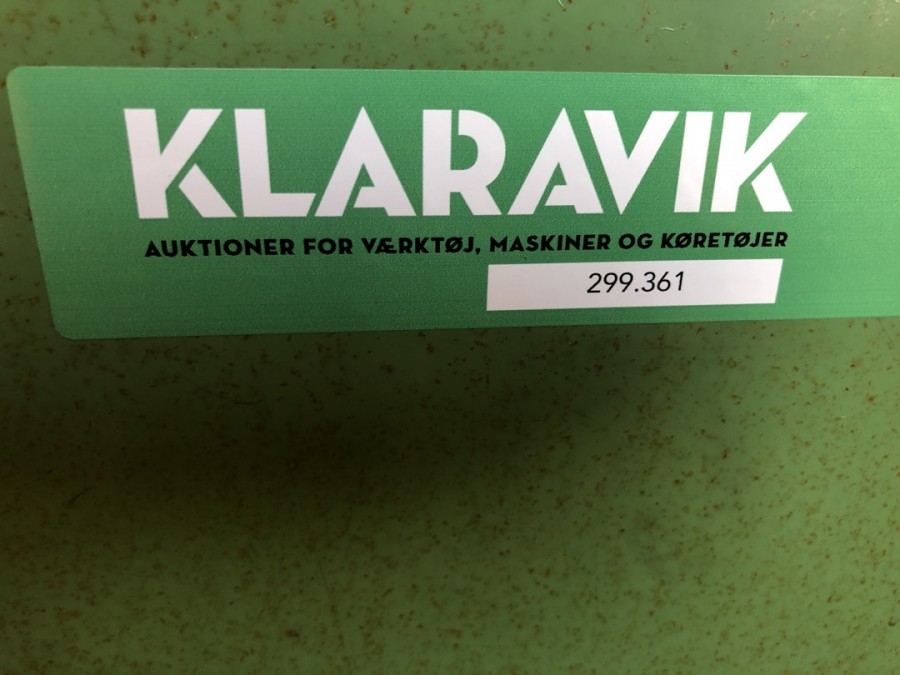 KLARAVIK
AUKTIONER FOR VÆRKTØJ, MASKINER OG KØRETØJER
299.361